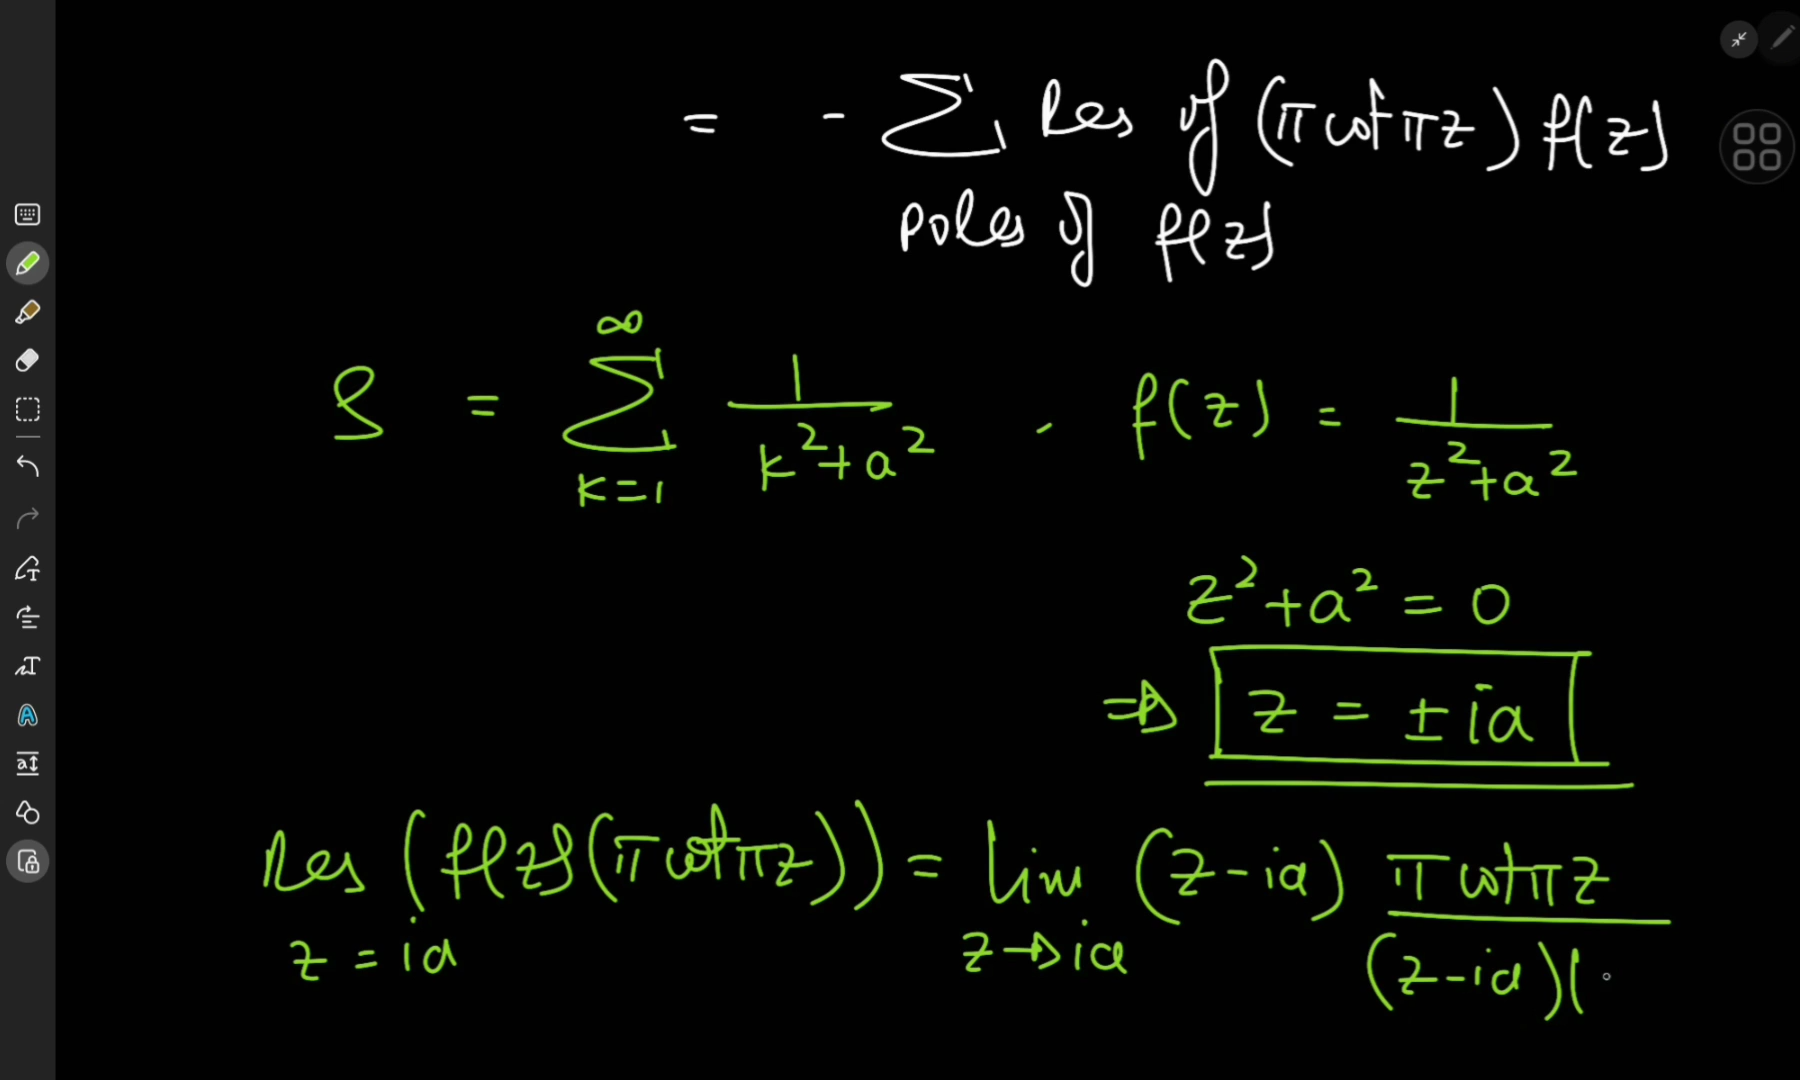 = - ∑ Res of (π cot πz) f(z)
poles of f(z)
S = ∑_{k=1}^{∞} 1/(k²+a²) . f(z) = 1/(z²+a²)
z²+a² = 0
⇒ z = ±ia
Res (f(z)(π cot πz)) = lim (z-ia) π cot πz / (z-ia)(
z = ia z→ia